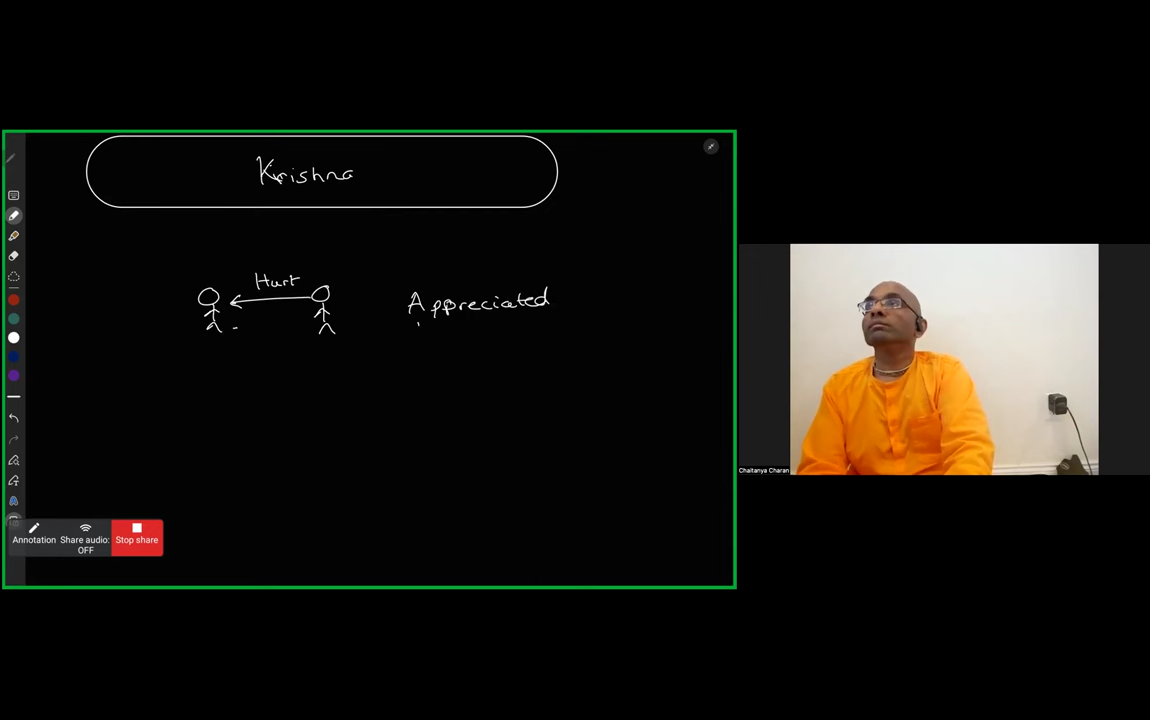 Krishna
Hurt
Appreciated
Annotation
Share audio:
OFF
Stop share
Chaitanya Charan